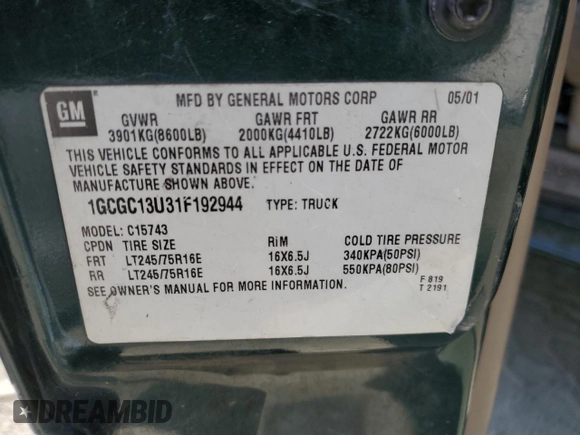 GM
MFD BY GENERAL MOTORS CORP 05/01
GVWR GAWR FRT GAWR RR
3901KG(8600LB) 2000KG(4410LB) 2722KG(6000LB)
THIS VEHICLE CONFORMS TO ALL APPLICABLE U.S. FEDERAL MOTOR
VEHICLE SAFETY STANDARDS IN EFFECT ON THE DATE OF
MANUFACTURE SHOWN ABOVE.
1GCGC13U31F192944 TYPE: TRUCK
MODEL: C15743
CPDN TIRE SIZE RIM COLD TIRE PRESSURE
FRT LT245/75R16E 16X6.5J 340KPA(50PSI)
RR LT245/75R16E 16X6.5J 550KPA(80PSI)
SEE OWNER'S MANUAL FOR MORE INFORMATION.
F 819
T 2191
DREAMBID